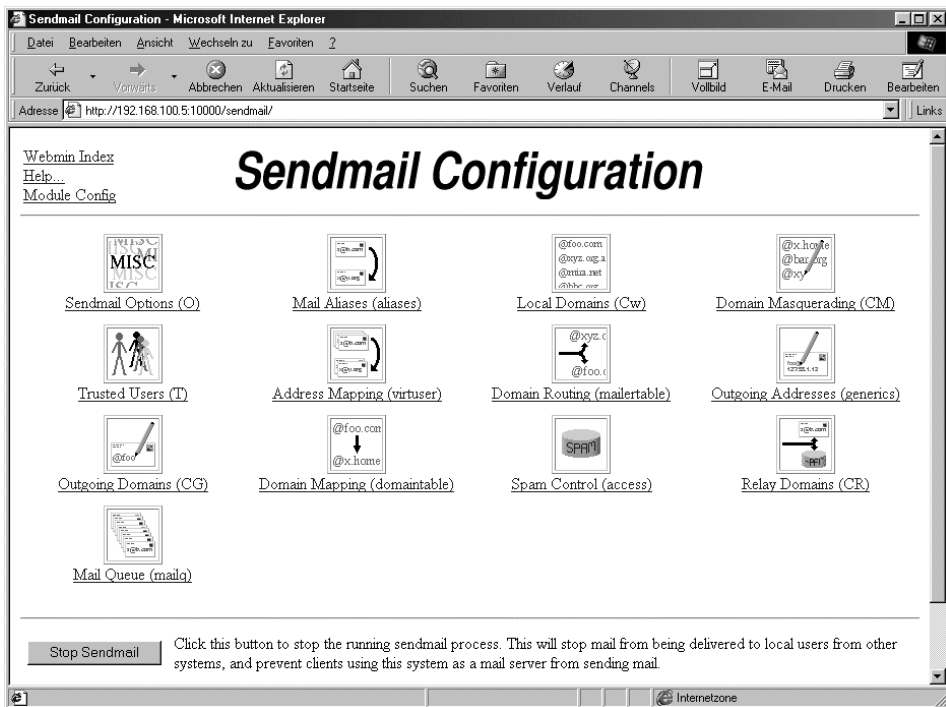 Sendmail Configuration - Microsoft Internet Explorer
Datei Bearbeiten Ansicht Wechseln zu Favoriten ?
Zurück Vorwärts Abbrechen Aktualisieren Startseite Suchen Favoriten Verlauf Channels Vollbild E-Mail Drucken Bearbeiten
Adresse http://192.168.100.5:10000/sendmail/ Links
Webmin Index
Help...
Module Config
Sendmail Configuration
MISC
@foo.com
@xyz.org.a
@mira.net
Sendmail Options (O) Mail Aliases (aliases) Local Domains (Cw) Domain Masquerading (CM)
Trusted Users (T) Address Mapping (virtuser) Domain Routing (mailertable) Outgoing Addresses (generics)
@foo
@foo.com
@x.home
SPAM
Outgoing Domains (CG) Domain Mapping (domaintable) Spam Control (access) Relay Domains (CR)
Mail Queue (mailq)
Stop Sendmail
Click this button to stop the running sendmail process. This will stop mail from being delivered to local users from other
systems, and prevent clients using this system as a mail server from sending mail.
Internetzone